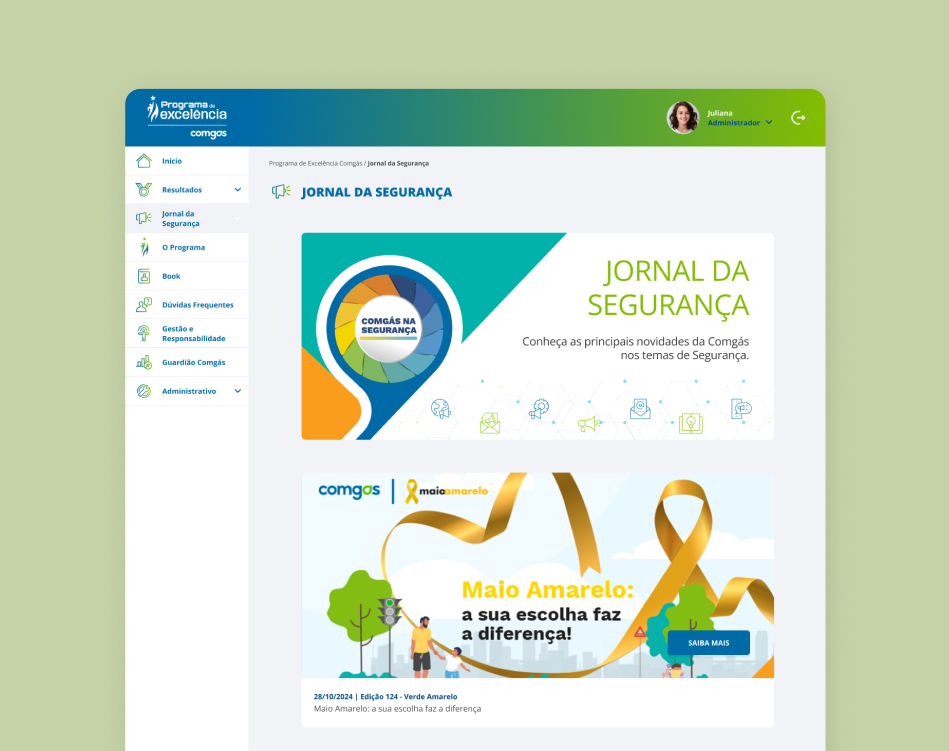 Programa de
excelência
comgas
Juliana
Administrador
Início
Resultados
Jornal da
Segurança
O Programa
Book
Dúvidas Frequentes
Gestão e
Responsabilidade
Guardião Comgás
Administrativo
Programa de Excelência Comgás / Jornal da Segurança
JORNAL DA SEGURANÇA
COMGÁS NA
SEGURANÇA
JORNAL DA
SEGURANÇA
Conheça as principais novidades da Comgás
nos temas de Segurança.
comgas
maioamarelo
Maio Amarelo:
a sua escolha faz
a diferença!
SAIBA MAIS
28/10/2024 | Edição 124 - Verde Amarelo
Maio Amarelo: a sua escolha faz a diferença